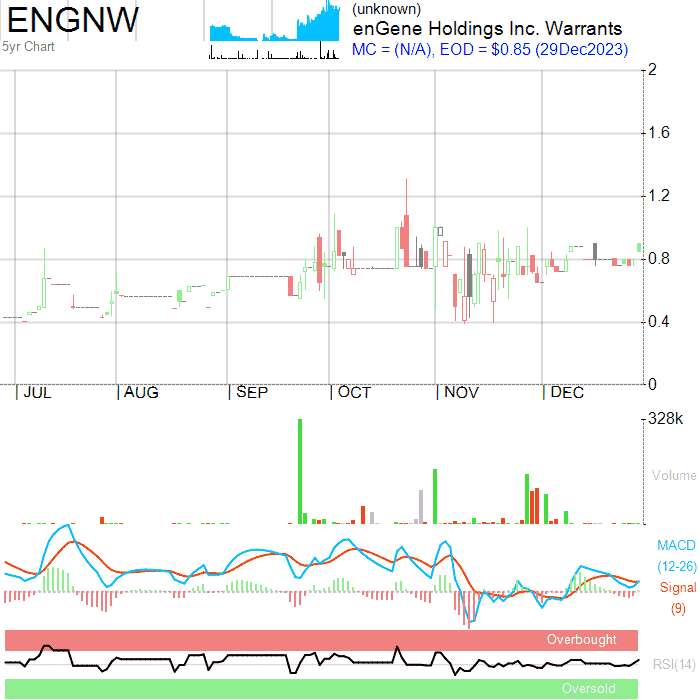 ENGNW
5yr Chart
(unknown)
enGene Holdings Inc. Warrants
MC = (N/A), EOD = $0.85 (29Dec2023)
2
1.6
1.2
0.8
0.4
0
JUL AUG SEP OCT NOV DEC
328k
Volume
MACD
(12-26)
Signal
(9)
Overbought
RSI(14)
Oversold